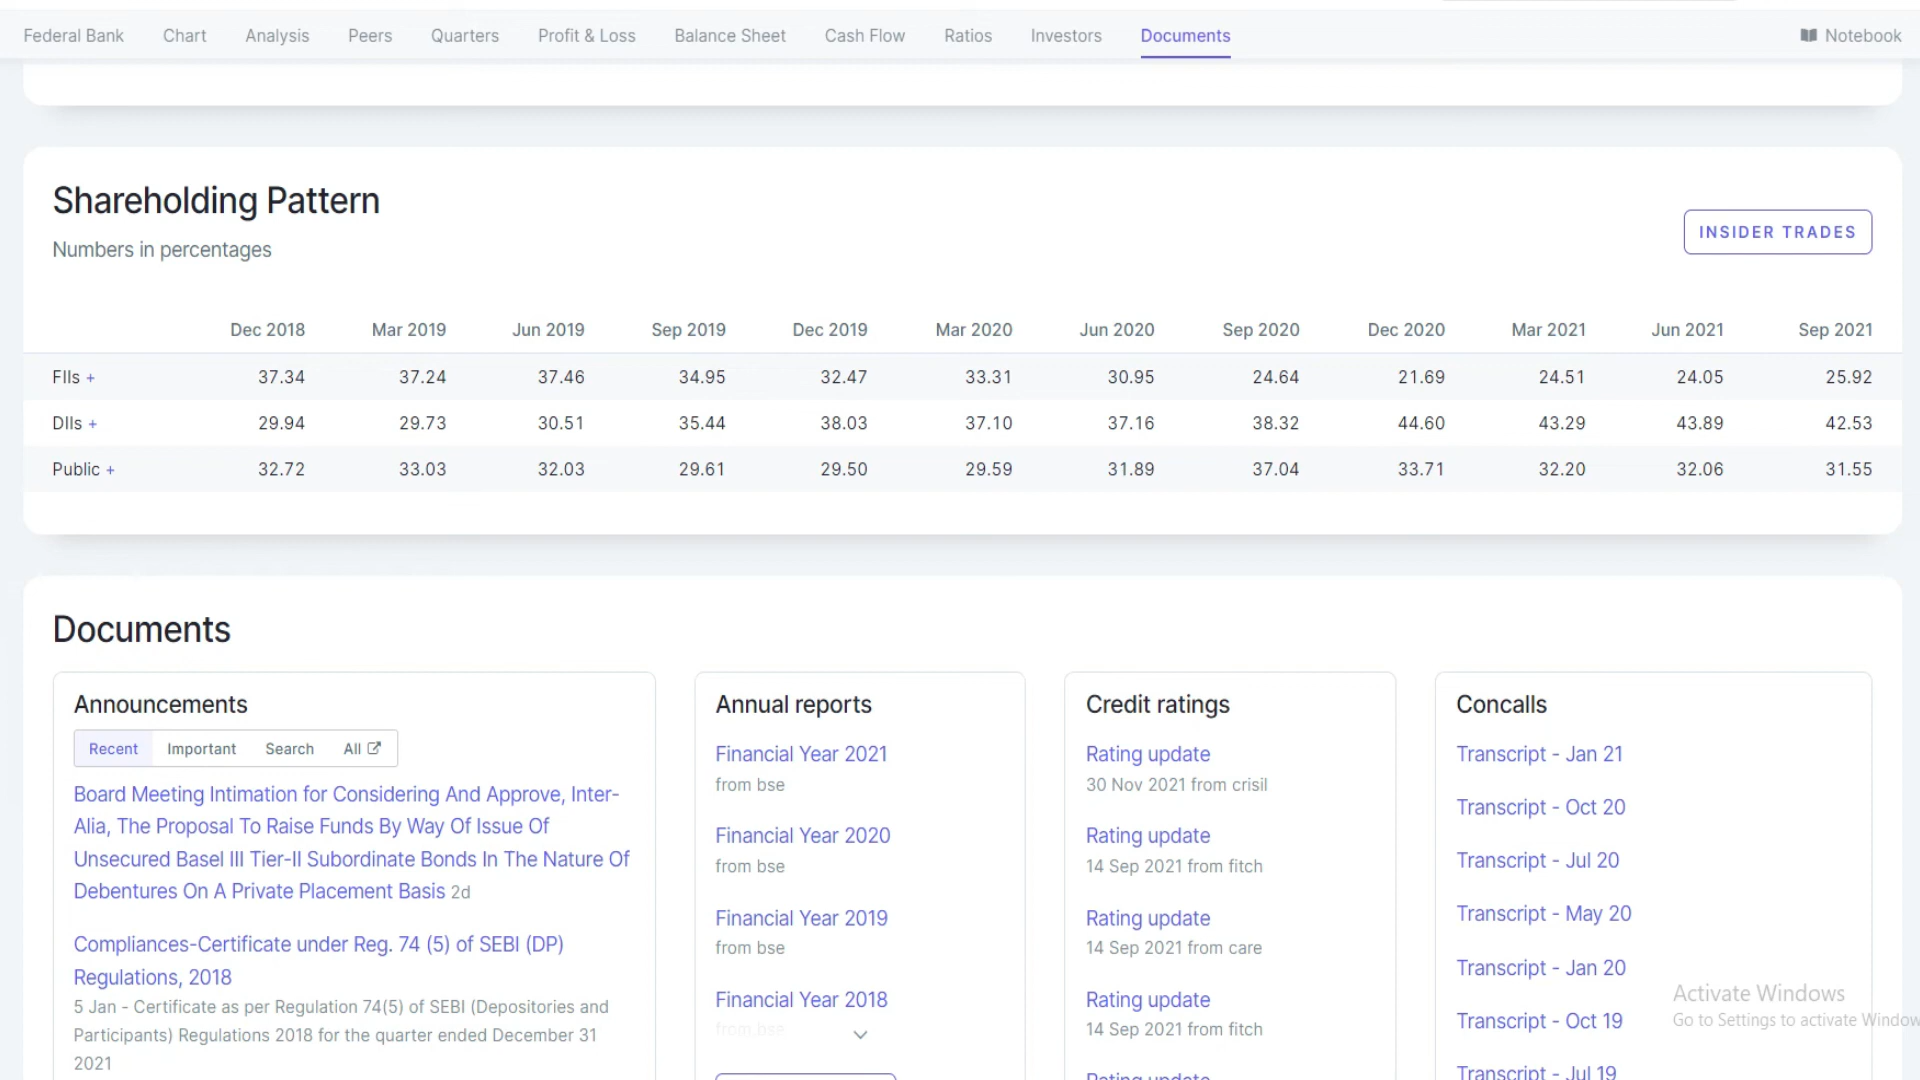 Federal Bank Chart Analysis Peers Quarters Profit & Loss Balance Sheet Cash Flow Ratios Investors Documents Notebook
Shareholding Pattern
Numbers in percentages
INSIDER TRADES
Dec 2018 Mar 2019 Jun 2019 Sep 2019 Dec 2019 Mar 2020 Jun 2020 Sep 2020 Dec 2020 Mar 2021 Jun 2021 Sep 2021
FIIs + 37.34 37.24 37.46 34.95 32.47 33.31 30.95 24.64 21.69 24.51 24.05 25.92
DIIs + 29.94 29.73 30.51 35.44 38.03 37.10 37.16 38.32 44.60 43.29 43.89 42.53
Public + 32.72 33.03 32.03 29.61 29.50 29.59 31.89 37.04 33.71 32.20 32.06 31.55
Documents
Announcements
Recent Important Search All
Board Meeting Intimation for Considering And Approve, Inter-
Alia, The Proposal To Raise Funds By Way Of Issue Of
Unsecured Basel III Tier-II Subordinate Bonds In The Nature Of
Debentures On A Private Placement Basis 2d
Compliances-Certificate under Reg. 74 (5) of SEBI (DP)
Regulations, 2018
5 Jan - Certificate as per Regulation 74(5) of SEBI (Depositories and
Participants) Regulations 2018 for the quarter ended December 31
2021
Annual reports
Financial Year 2021
from bse
Financial Year 2020
from bse
Financial Year 2019
from bse
Financial Year 2018
from bse
Credit ratings
Rating update
30 Nov 2021 from crisil
Rating update
14 Sep 2021 from fitch
Rating update
14 Sep 2021 from care
Rating update
14 Sep 2021 from fitch
Rating update
Concalls
Transcript - Jan 21
Transcript - Oct 20
Transcript - Jul 20
Transcript - May 20
Transcript - Jan 20
Transcript - Oct 19
Transcript - Jul 19
Activate Windows
Go to Settings to activate Window